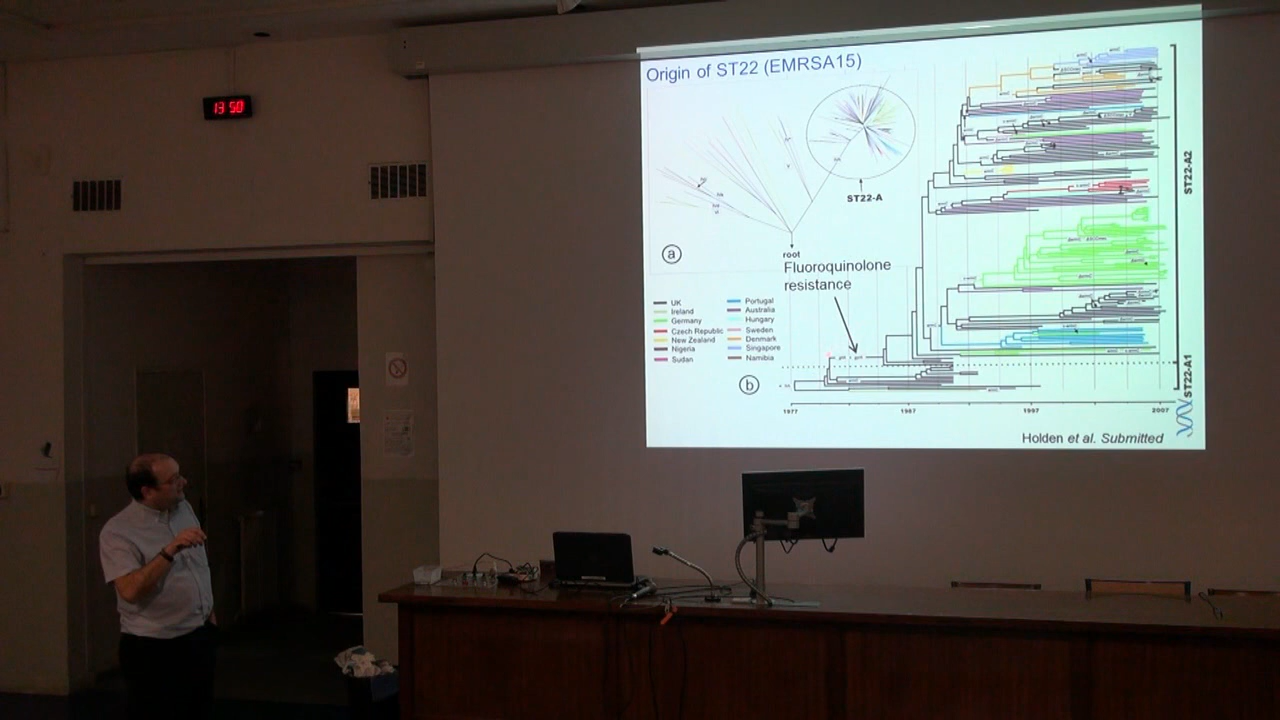 13 50
Origin of ST22 (EMRSA15)
ST22-A
root
a
Fluoroquinolone
resistance
UK
Ireland
Germany
Czech Republic
New Zealand
Nigeria
Sudan
Portugal
Australia
Hungary
Sweden
Denmark
Singapore
Namibia
b
ST22-A2
ST22-A1
1977
1987
1997
2007
Holden et al. Submitted